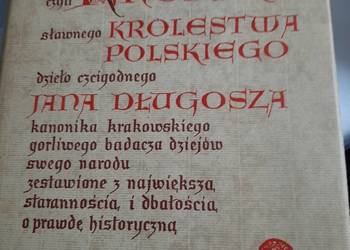 czyli
sławnego KROLESTWA
POLSKIEGO
dzieło czcigodnego
JANA DŁUGOSZA
kanonika krakowskiego
gorliwego badacza dziejów
swego narodu
zestawione z największą
starannością, i dbałością,
o prawdę historyczną